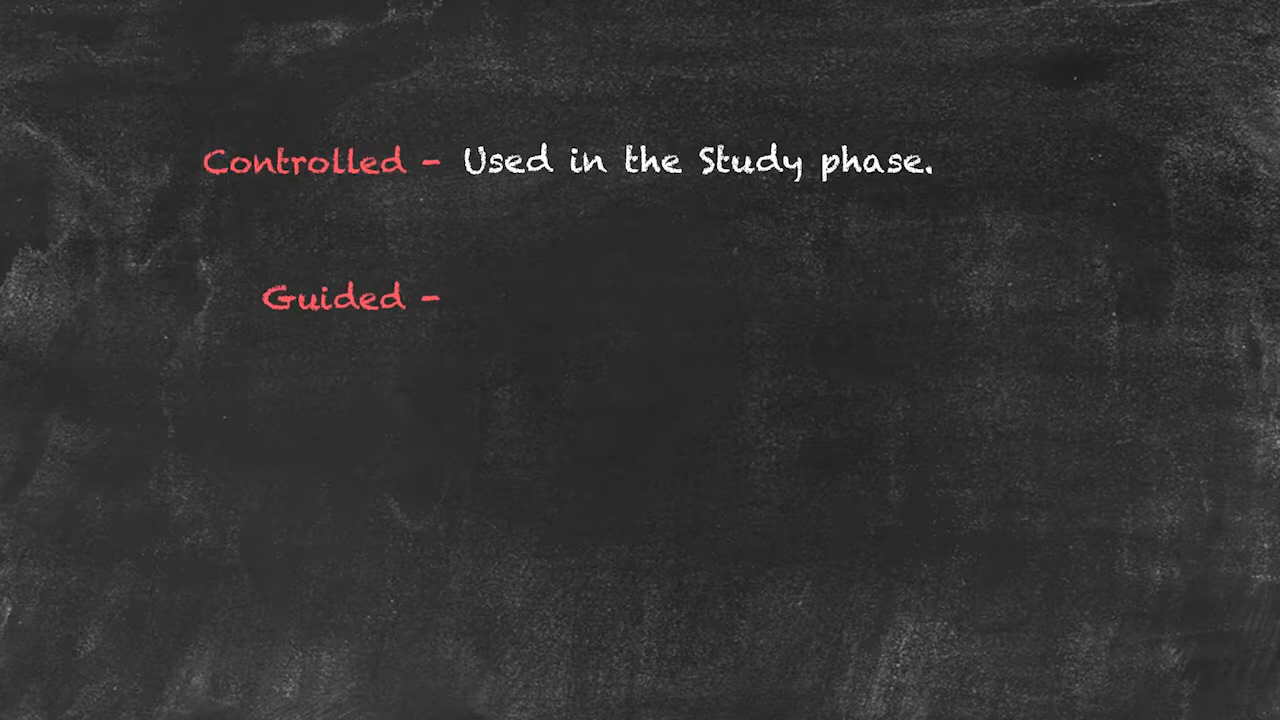 Controlled - Used in the Study phase.
Guided -